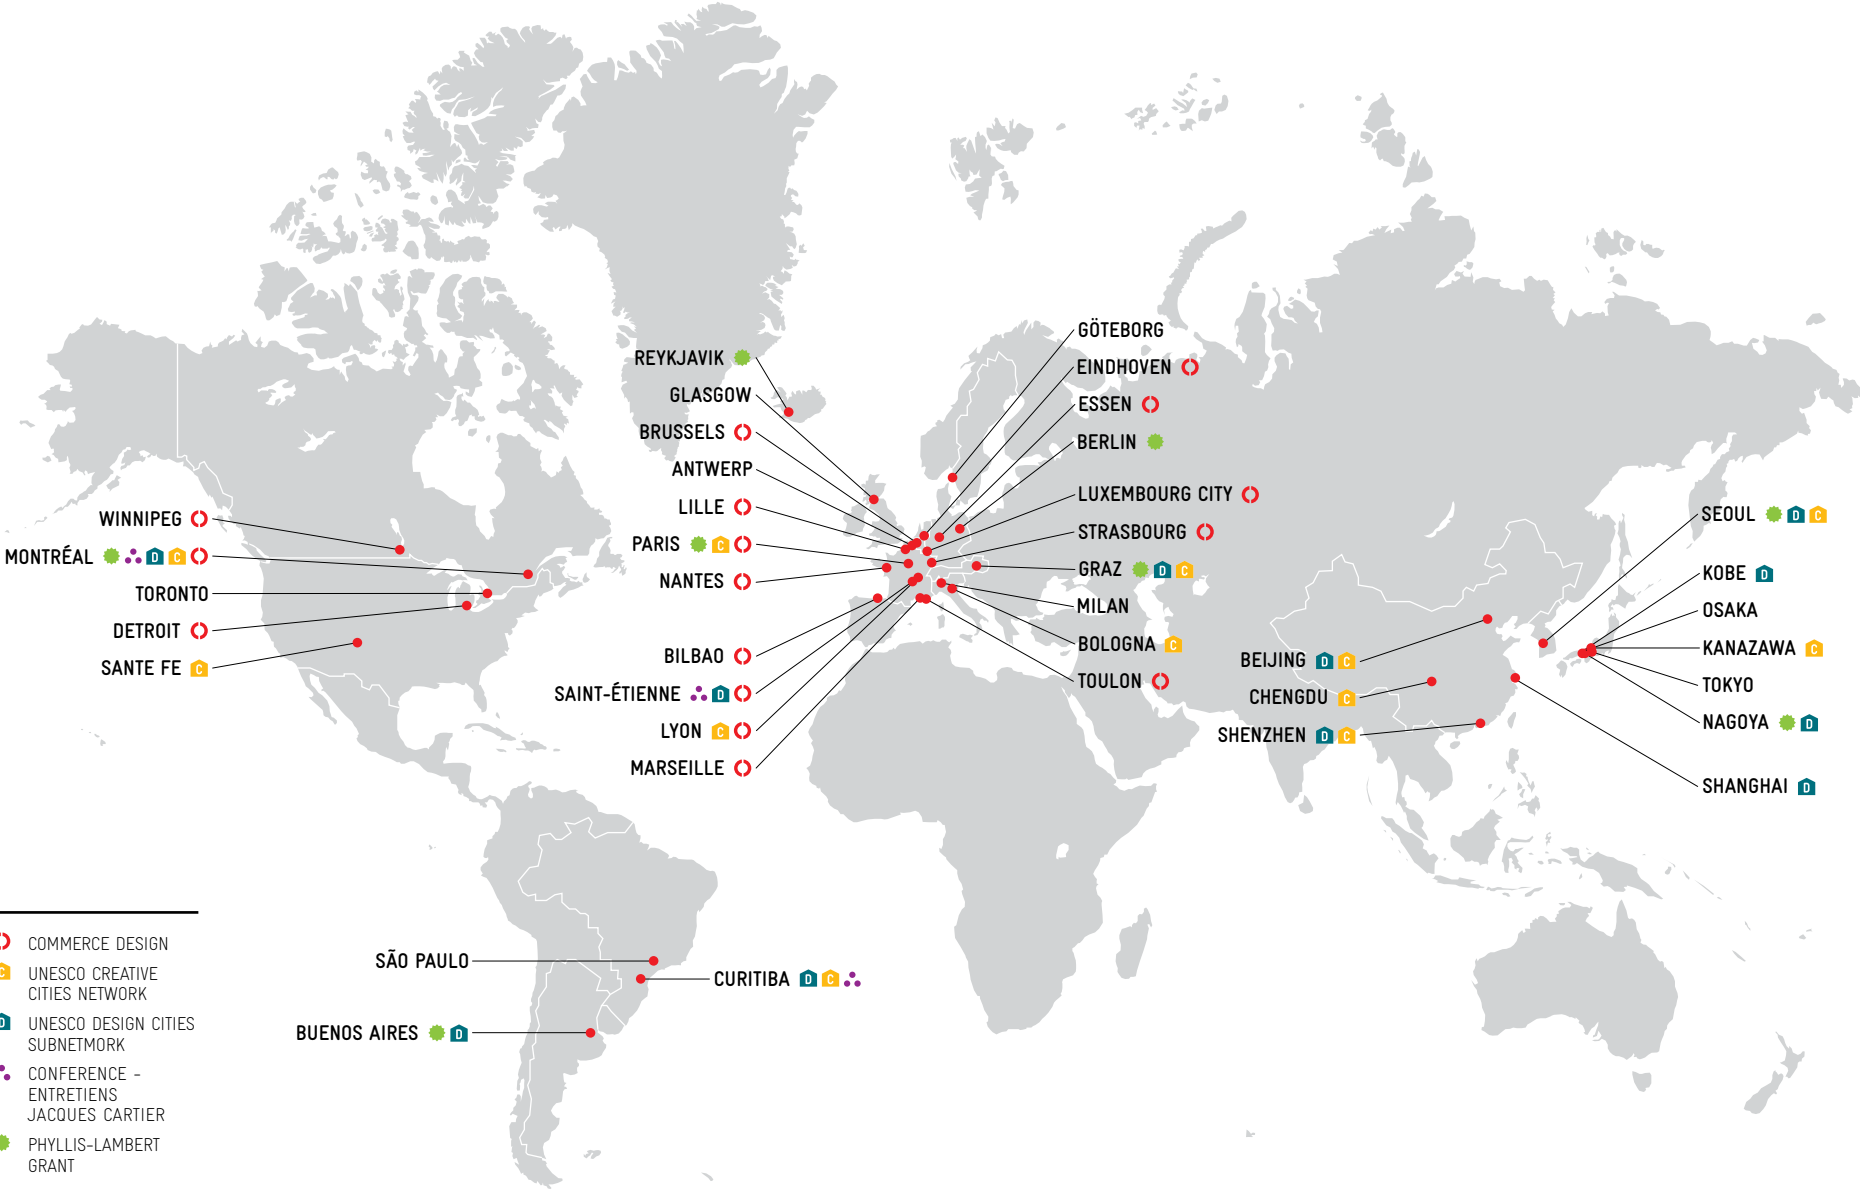 GÖTEBORG
REYKJAVIK
EINDHOVEN
GLASGOW
ESSEN
BRUSSELS
BERLIN
ANTWERP
LUXEMBOURG CITY
LILLE
STRASBOURG
PARIS C
GRAZ D C
NANTES
MILAN
BOLOGNA C
BILBAO
TOULON
SAINT-ÉTIENNE D
LYON C
MARSEILLE
WINNIPEG
MONTRÉAL D C
TORONTO
DETROIT
SANTE FE C
SEOUL D C
KOBE D
OSAKA
KANAZAWA C
TOKYO
NAGOYA D
SHANGHAI D
BEIJING D C
CHENGDU C
SHENZHEN D C
SÃO PAULO
CURITIBA D C
BUENOS AIRES D
COMMERCE DESIGN
C UNESCO CREATIVE
CITIES NETWORK
D UNESCO DESIGN CITIES
SUBNETMORK
CONFERENCE -
ENTRETIENS
JACQUES CARTIER
PHYLLIS-LAMBERT
GRANT